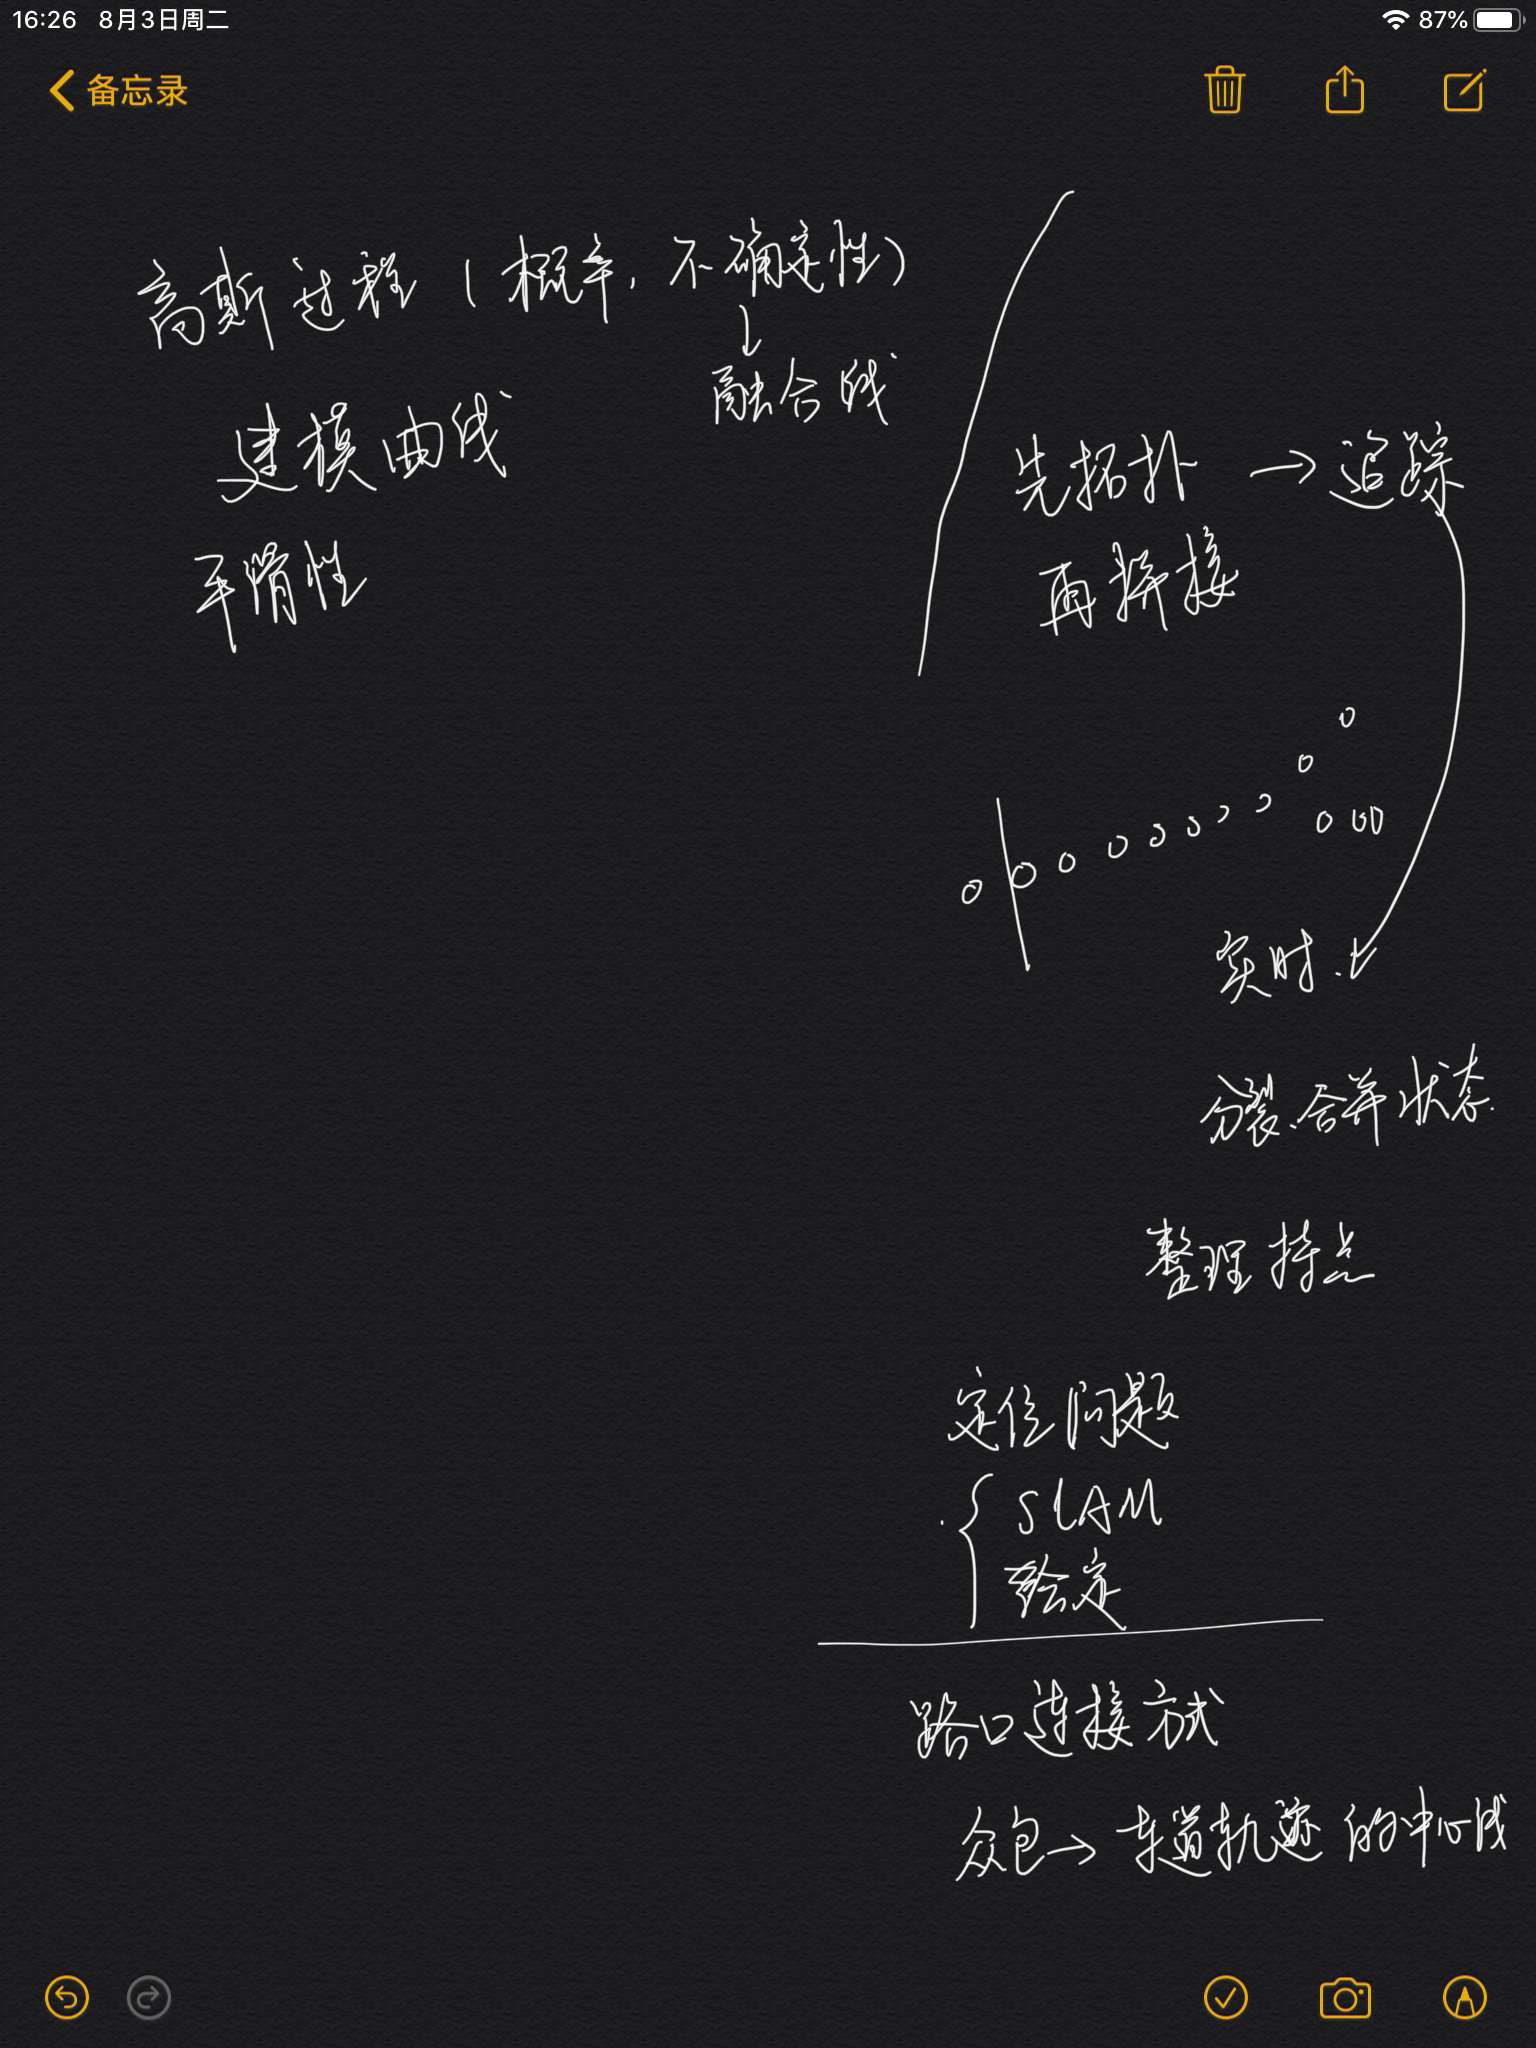 16:26 8月3日周二
87%
备忘录
高斯过程（概率，不确定性）
↓
融合线
建模曲线
平滑性
先拓扑 → 追踪
再拼接
实时.
分裂、合并状态.
整理特点
定位问题
SLAM
给定
路口连接方式
众包→车道轨迹的中心线